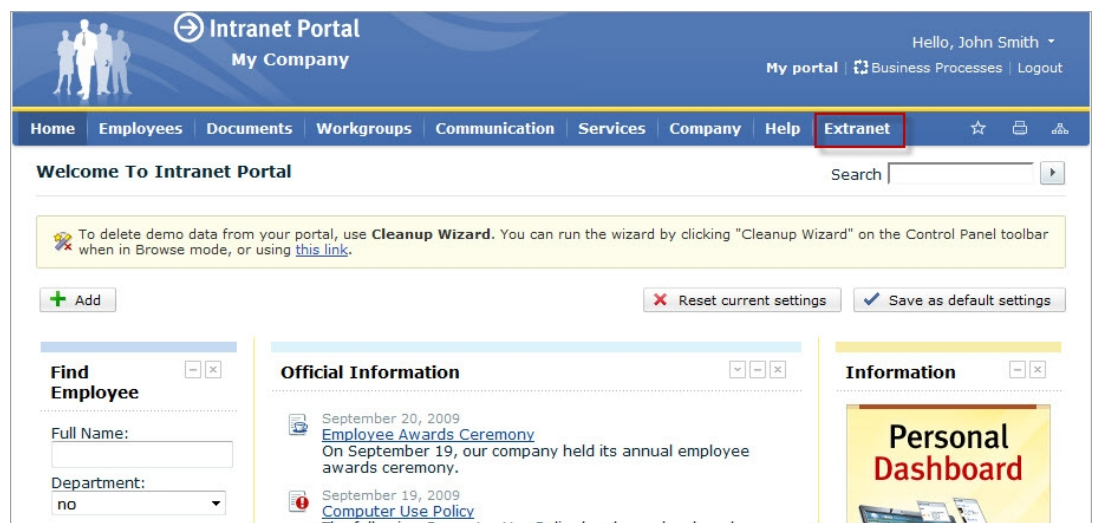 Intranet Portal
My Company
Hello, John Smith
My portal | Business Processes | Logout
Home Employees Documents Workgroups Communication Services Company Help Extranet
Welcome To Intranet Portal
Search
To delete demo data from your portal, use Cleanup Wizard. You can run the wizard by clicking "Cleanup Wizard" on the Control Panel toolbar
when in Browse mode, or using this link.
Add
Reset current settings
Save as default settings
Find
Employee
Full Name:
Department:
no
Official Information
September 20, 2009
Employee Awards Ceremony
On September 19, our company held its annual employee
awards ceremony.
September 19, 2009
Computer Use Policy
Information
Personal
Dashboard